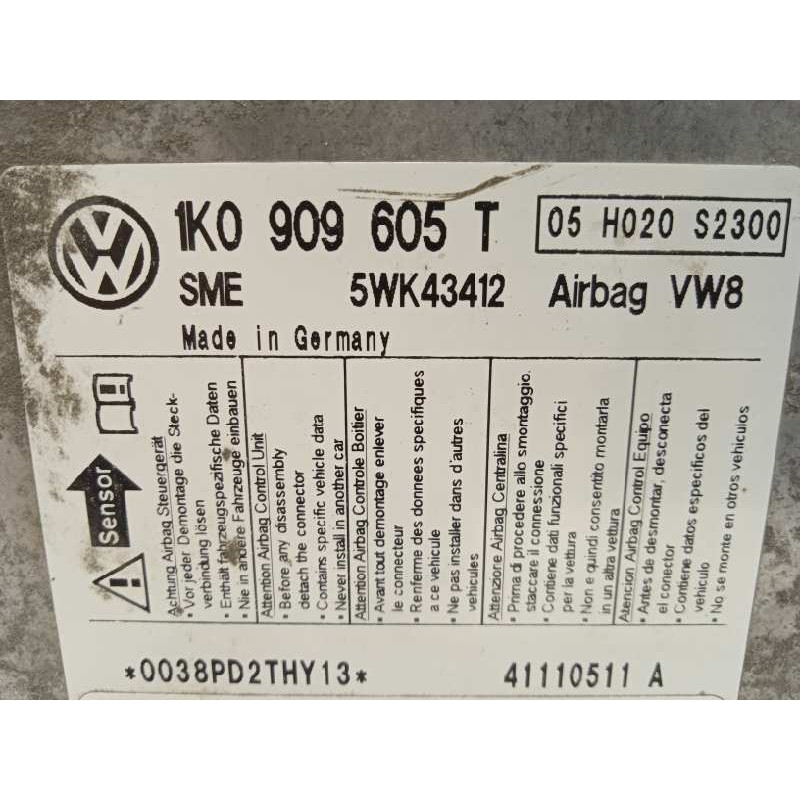 1K0 909 605 T
05 H020 S2300
SME 5WK43412 Airbag VW8
Made in Germany
Sensor
Achtung Airbag Steuergerät
• Vor jeder Demontage die Steck-
verbindung lösen
• Enthält fahrzeugspezifische Daten
• Nie in andere Fahrzeuge einbauen
Attention Airbag Control Unit
• Before any disassembly
detach the connector
• Contains specific vehicle data
• Never install in another car
Attention Airbag Controle Boitier
• Avant tout demontage enlever
le connecteur
• Renferme des donnees specifiques
a ce vehicule
• Ne pas installer dans d'autres
vehicules
Attenzione Airbag Centralina
• Prima di procedere allo smontaggio.
staccare il connessione
• Contiene dati funzionali specifici
per la vettura
• Non e quindi consentito montarla
in un altra vettura
Atencion Airbag Control Equipo
• Antes de desmontar, desconecta
el conector
• Contiene datos especificos del
vehiculo
• No se monte en otros vehiculos
*0038PD2THY13*
41110511 A